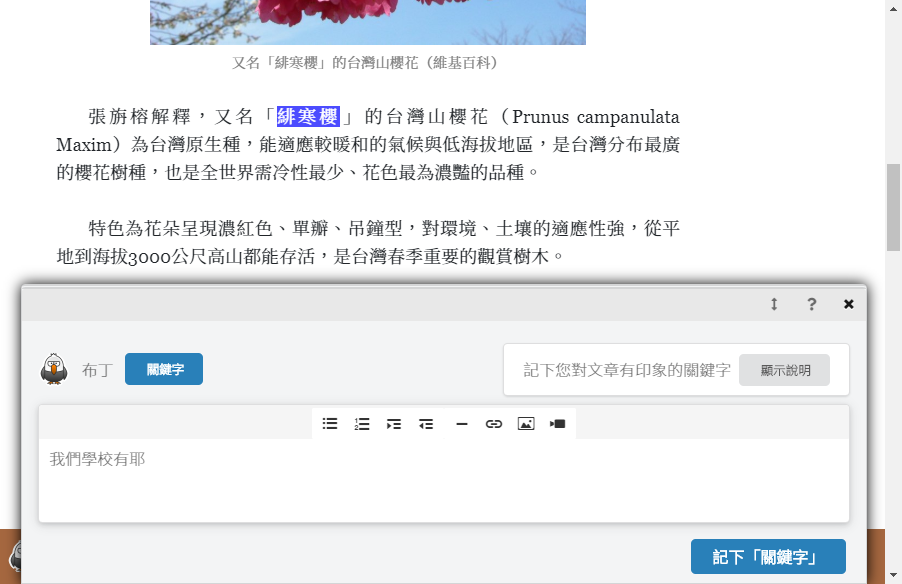 又名「緋寒櫻」的台灣山櫻花（維基百科）
張旂榕解釋，又名「緋寒櫻」的台灣山櫻花（Prunus campanulata
Maxim）為台灣原生種，能適應較暖和的氣候與低海拔地區，是台灣分布最廣
的櫻花樹種，也是全世界需冷性最少、花色最為濃豔的品種。
特色為花朵呈現濃紅色、單瓣、吊鐘型，對環境、土壤的適應性強，從平
地到海拔3000公尺高山都能存活，是台灣春季重要的觀賞樹木。
布丁 關鍵字 記下您對文章有印象的關鍵字 顯示說明
我們學校有耶
記下「關鍵字」